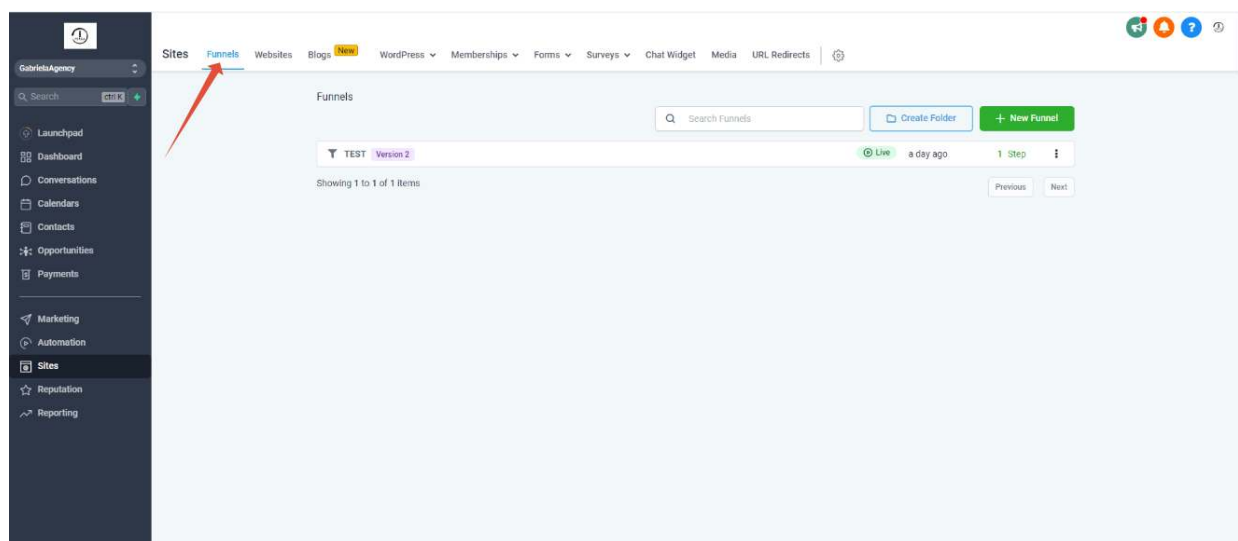 GabrielaAgency
Search ctrl K
Launchpad
Dashboard
Conversations
Calendars
Contacts
Opportunities
Payments
Marketing
Automation
Sites
Reputation
Reporting
Sites Funnels Websites Blogs New WordPress Memberships Forms Surveys Chat Widget Media URL Redirects
?
Funnels
Search Funnels
Create Folder
+ New Funnel
TEST Version 2 Live a day ago 1 Step
Showing 1 to 1 of 1 items
Previous Next